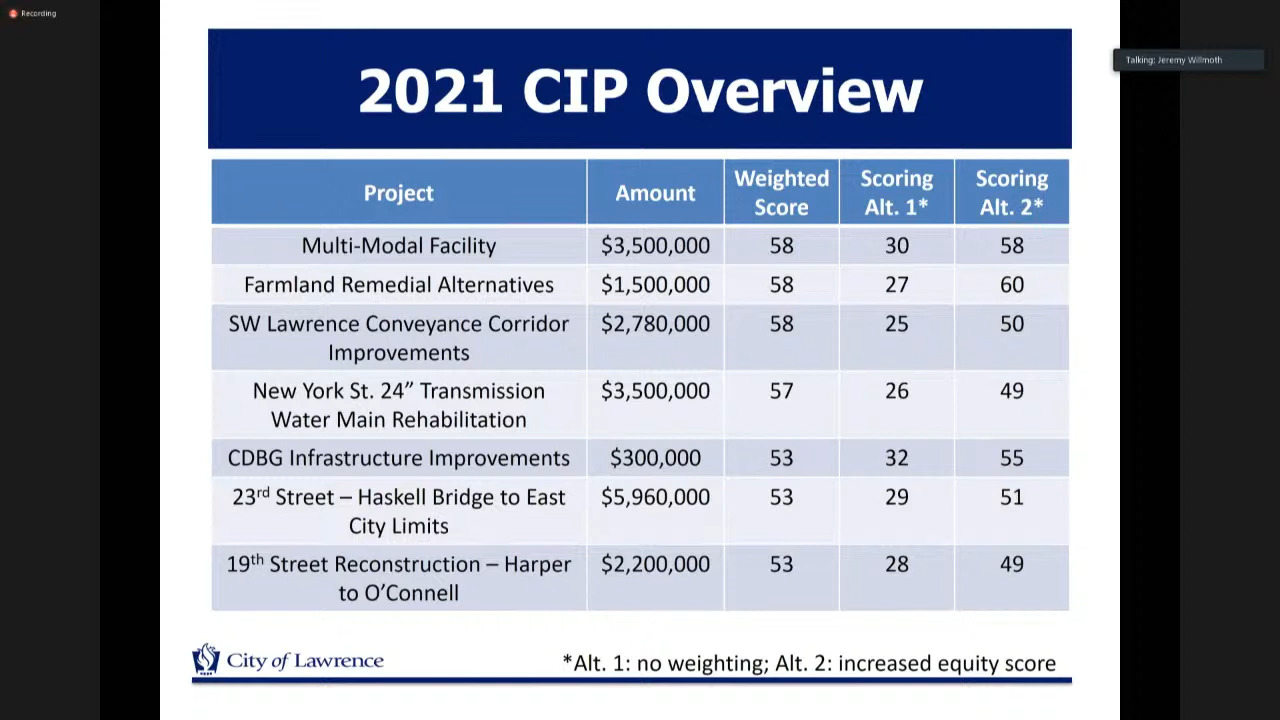 Recording
Talking: Jeremy Willmoth
2021 CIP Overview
Project Amount Weighted Score Scoring Alt. 1* Scoring Alt. 2*
Multi-Modal Facility $3,500,000 58 30 58
Farmland Remedial Alternatives $1,500,000 58 27 60
SW Lawrence Conveyance Corridor $2,780,000 58 25 50
Improvements
New York St. 24” Transmission $3,500,000 57 26 49
Water Main Rehabilitation
CDBG Infrastructure Improvements $300,000 53 32 55
23rd Street – Haskell Bridge to East $5,960,000 53 29 51
City Limits
19th Street Reconstruction – Harper $2,200,000 53 28 49
to O’Connell
City of Lawrence
*Alt. 1: no weighting; Alt. 2: increased equity score